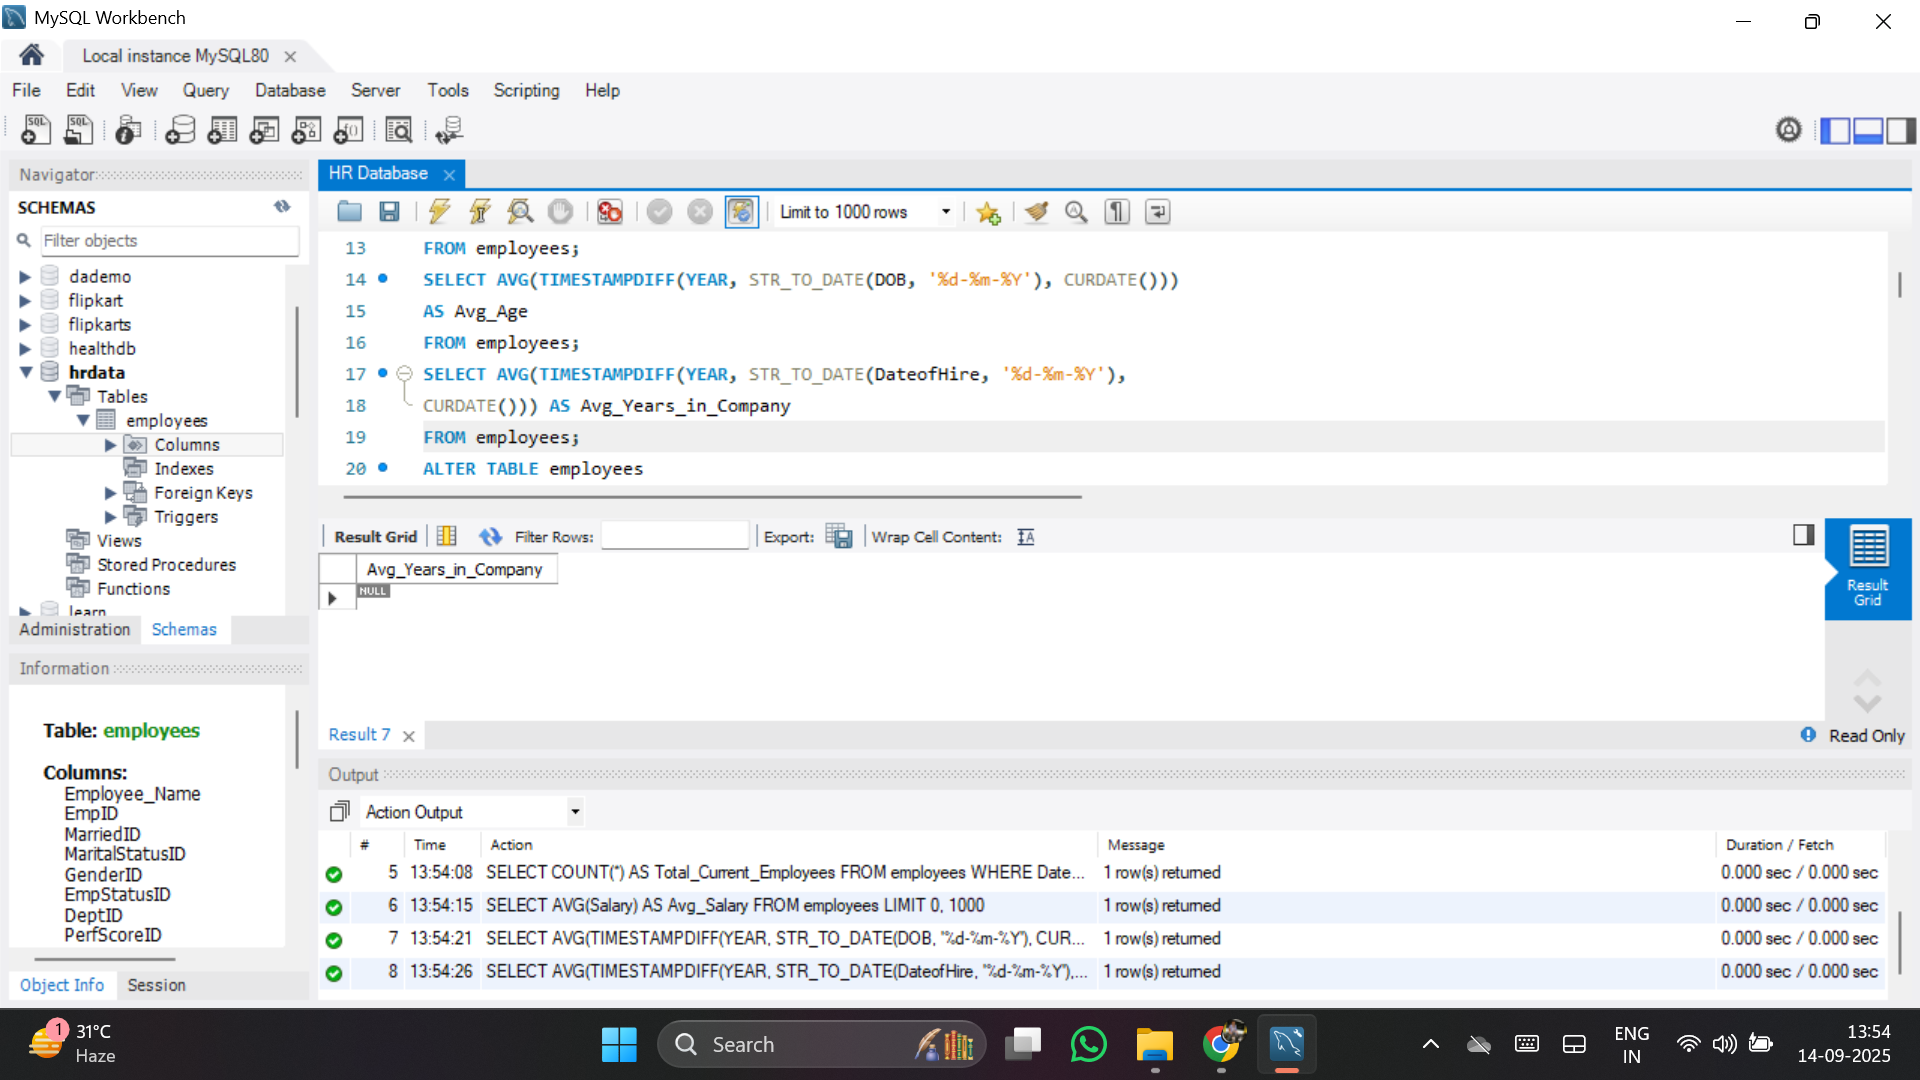 MySQL Workbench
Local instance MySQL80
File Edit View Query Database Server Tools Scripting Help
Navigator
SCHEMAS
Filter objects
dademo
flipkart
flipkarts
healthdb
hrdata
Tables
employees
Columns
Indexes
Foreign Keys
Triggers
Views
Stored Procedures
Functions
learn
Administration Schemas
Information
Table: employees
Columns:
Employee_Name
EmpID
MarriedID
MaritalStatusID
GenderID
EmpStatusID
DeptID
PerfScoreID
Object Info Session
HR Database
Limit to 1000 rows
13 FROM employees;
14 SELECT AVG(TIMESTAMPDIFF(YEAR, STR_TO_DATE(DOB, '%d-%m-%Y'), CURDATE()))
15 AS Avg_Age
16 FROM employees;
17 SELECT AVG(TIMESTAMPDIFF(YEAR, STR_TO_DATE(DateofHire, '%d-%m-%Y'),
18 CURDATE())) AS Avg_Years_in_Company
19 FROM employees;
20 ALTER TABLE employees
Result Grid Filter Rows: Export: Wrap Cell Content:
Avg_Years_in_Company
NULL
Result
Grid
Result 7
Read Only
Output
Action Output
# Time Action Message Duration / Fetch
5 13:54:08 SELECT COUNT(*) AS Total_Current_Employees FROM employees WHERE Date... 1 row(s) returned 0.000 sec / 0.000 sec
6 13:54:15 SELECT AVG(Salary) AS Avg_Salary FROM employees LIMIT 0, 1000 1 row(s) returned 0.000 sec / 0.000 sec
7 13:54:21 SELECT AVG(TIMESTAMPDIFF(YEAR, STR_TO_DATE(DOB, '%d-%m-%Y'), CUR... 1 row(s) returned 0.000 sec / 0.000 sec
8 13:54:26 SELECT AVG(TIMESTAMPDIFF(YEAR, STR_TO_DATE(DateofHire, '%d-%m-%Y'),... 1 row(s) returned 0.000 sec / 0.000 sec
1
31°C
Haze
Search
ENG
IN
13:54
14-09-2025